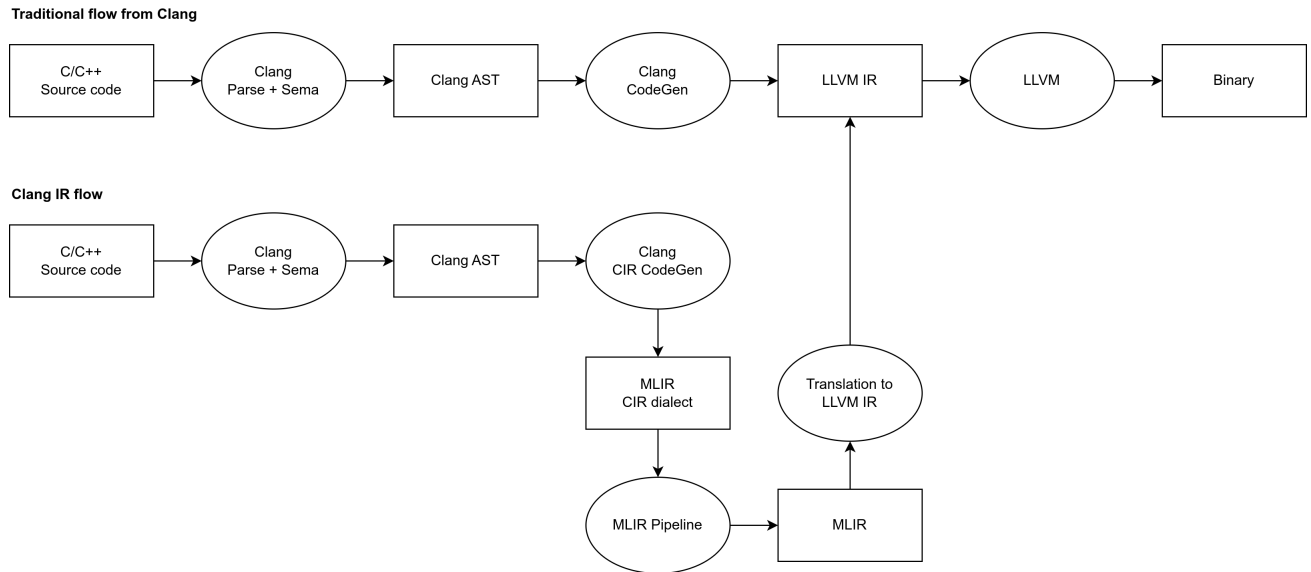 Traditional flow from Clang
C/C++
Source code
Clang
Parse + Sema
Clang AST
Clang
CodeGen
LLVM IR
LLVM
Binary
Clang IR flow
C/C++
Source code
Clang
Parse + Sema
Clang AST
Clang
CIR CodeGen
MLIR
CIR dialect
Translation to
LLVM IR
MLIR Pipeline
MLIR